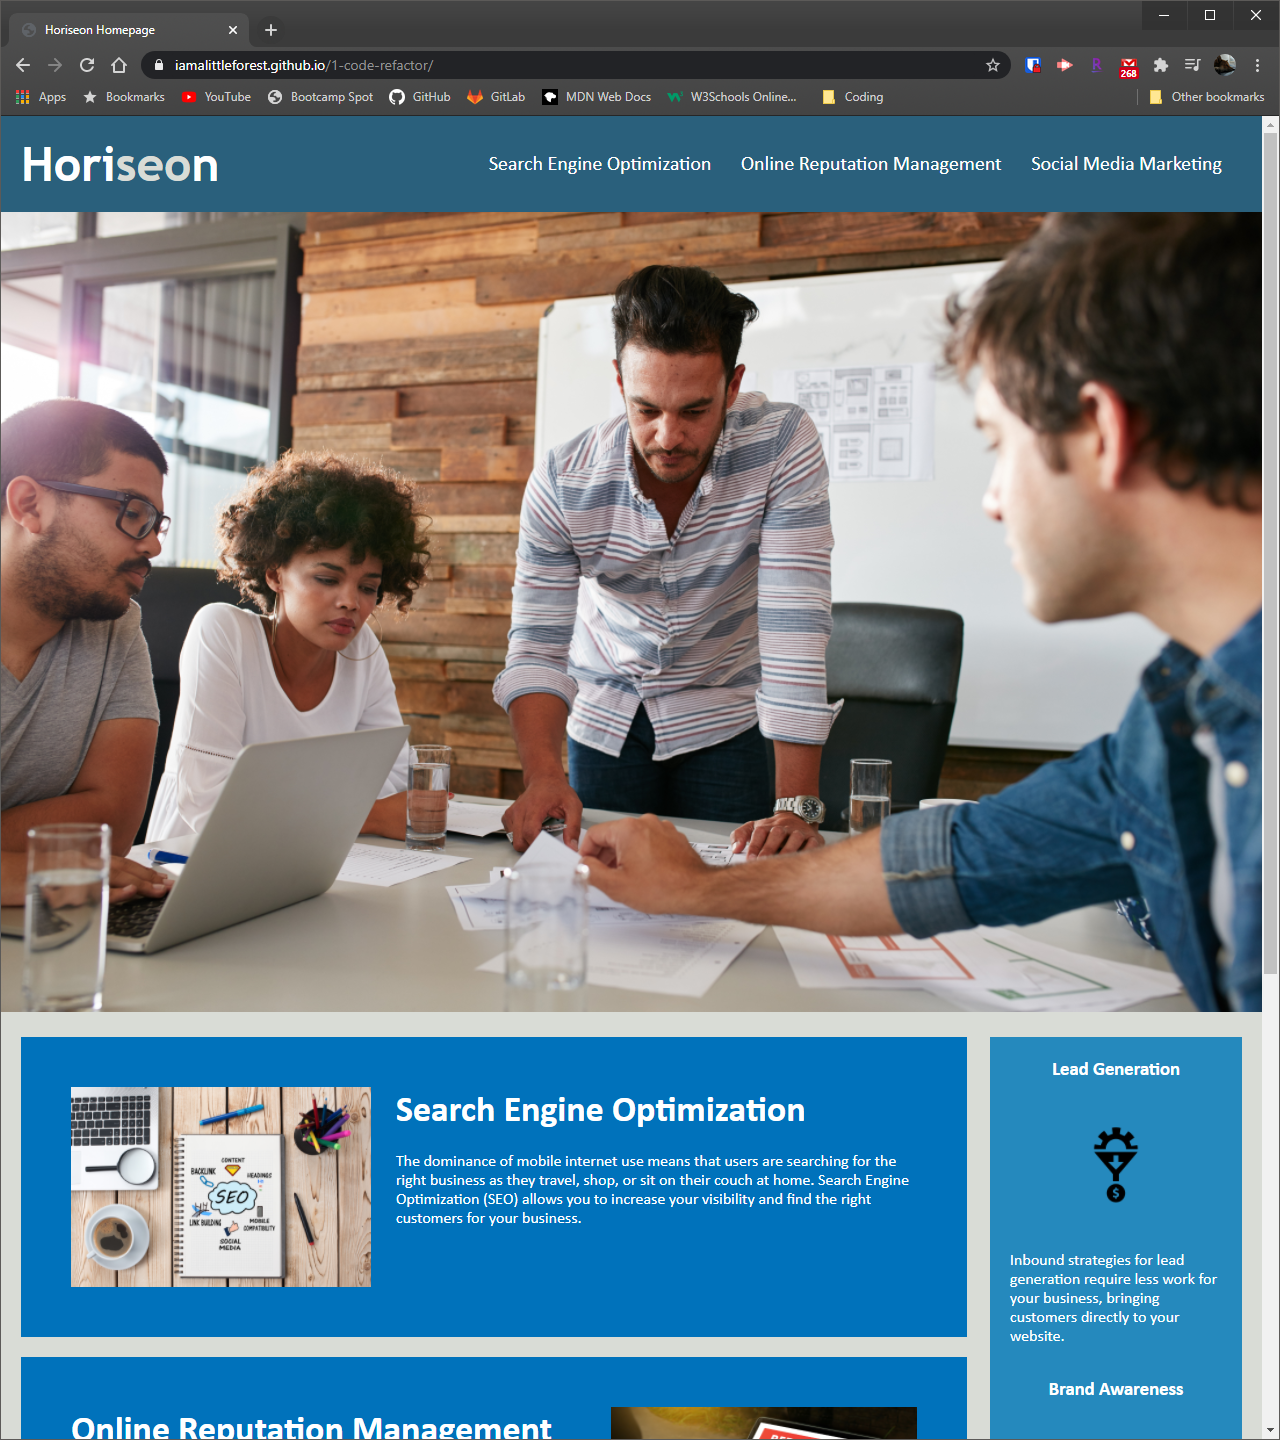 Horiseon Homepage
iamalittleforest.github.io/1-code-refactor/
268
Apps
Bookmarks
YouTube
Bootcamp Spot
GitHub
GitLab
MDN Web Docs
W3Schools Online...
Coding
Other bookmarks
Horiseon
Search Engine Optimization
Online Reputation Management
Social Media Marketing
CONTENT
BACKLINK
HEADINGS
SEO
LINK BUILDING
MOBILE
COMPATIBILITY
SOCIAL
MEDIA
Search Engine Optimization
The dominance of mobile internet use means that users are searching for the
right business as they travel, shop, or sit on their couch at home. Search Engine
Optimization (SEO) allows you to increase your visibility and find the right
customers for your business.
Lead Generation
Inbound strategies for lead
generation require less work for
your business, bringing
customers directly to your
website.
Brand Awareness
Online Reputation Management